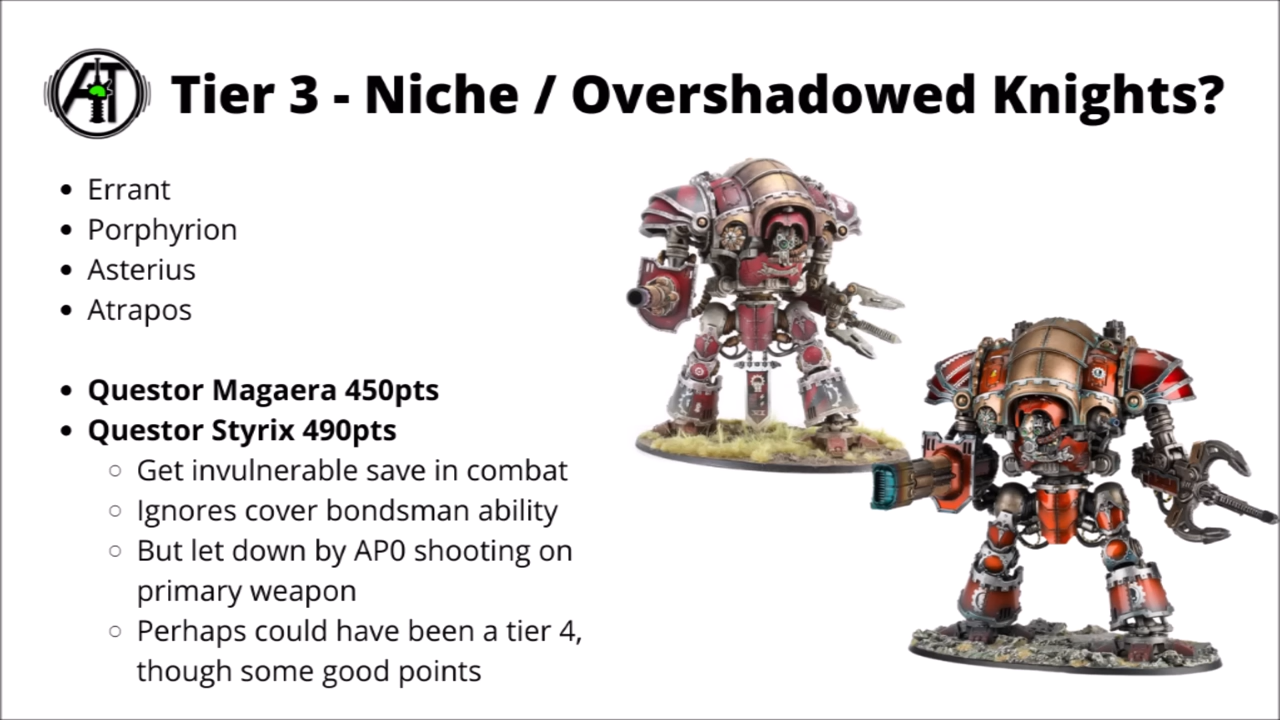 AT
Tier 3 - Niche / Overshadowed Knights?
Errant
Porphyrion
Asterius
Atrapos
Questor Magaera 450pts
Questor Styrix 490pts
Get invulnerable save in combat
Ignores cover bondsman ability
But let down by AP0 shooting on
primary weapon
Perhaps could have been a tier 4,
though some good points